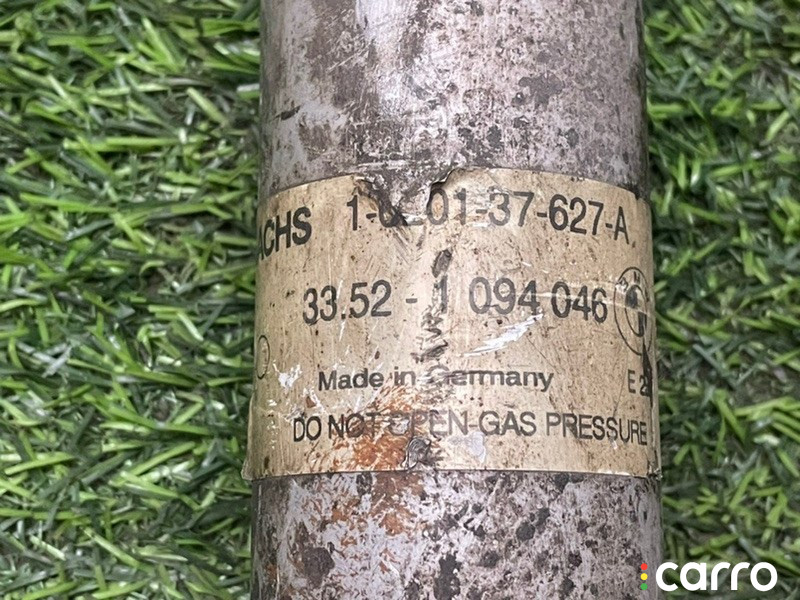 ACHS 1-0201-37-627-A
33.52 - 1 094 046
Made in Germany E 2
DO NOT OPEN-GAS PRESSURE
carro